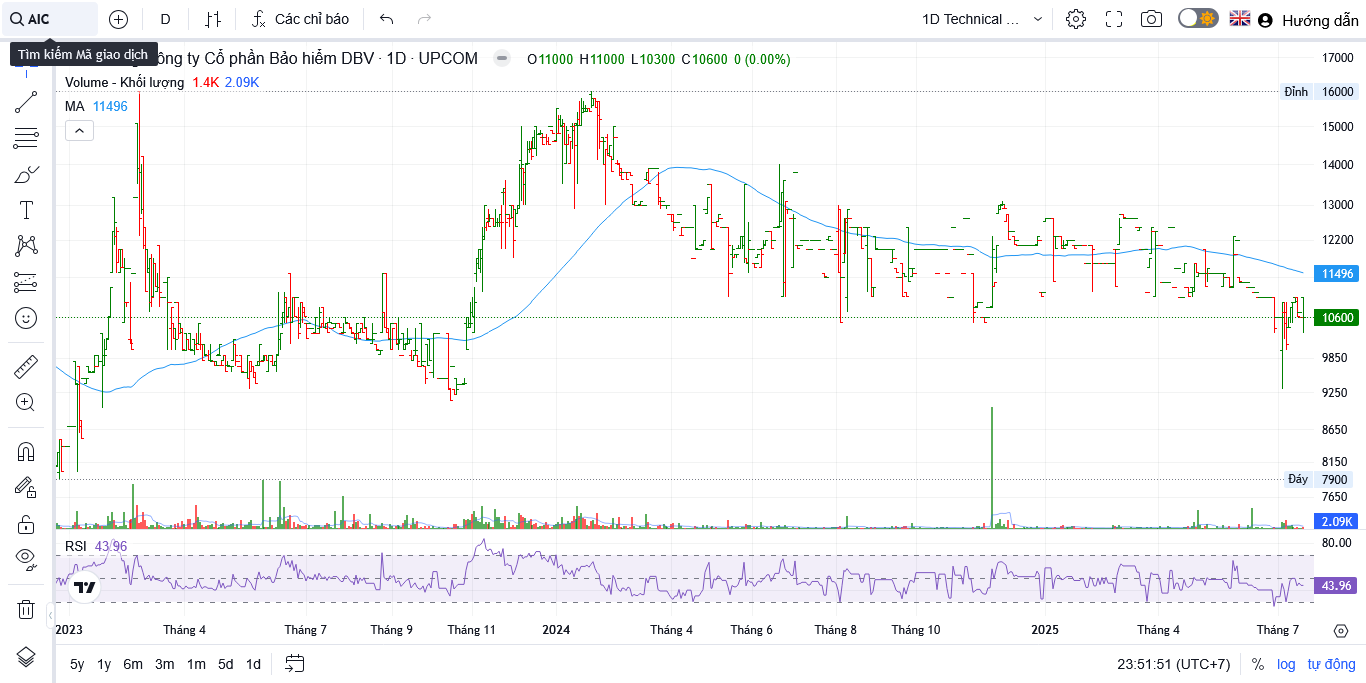 AIC
D
Các chỉ báo
1D Technical ...
Hướng dẫn
Tìm kiếm Mã giao dịch
ông ty Cổ phần Bảo hiểm DBV · 1D · UPCOM
O11000 H11000 L10300 C10600 0 (0.00%)
Volume - Khối lượng 1.4K 2.09K
MA 11496
17000
Đỉnh 16000
15000
14000
13000
12200
11496
10600
9850
9250
8650
8150
Đáy 7900
7650
2.09K
RSI 43.96
80.00
43.96
2023 Tháng 4 Tháng 7 Tháng 9 Tháng 11 2024 Tháng 4 Tháng 6 Tháng 8 Tháng 10 2025 Tháng 4 Tháng 7
5y 1y 6m 3m 1m 5d 1d
23:51:51 (UTC+7) % log tự động